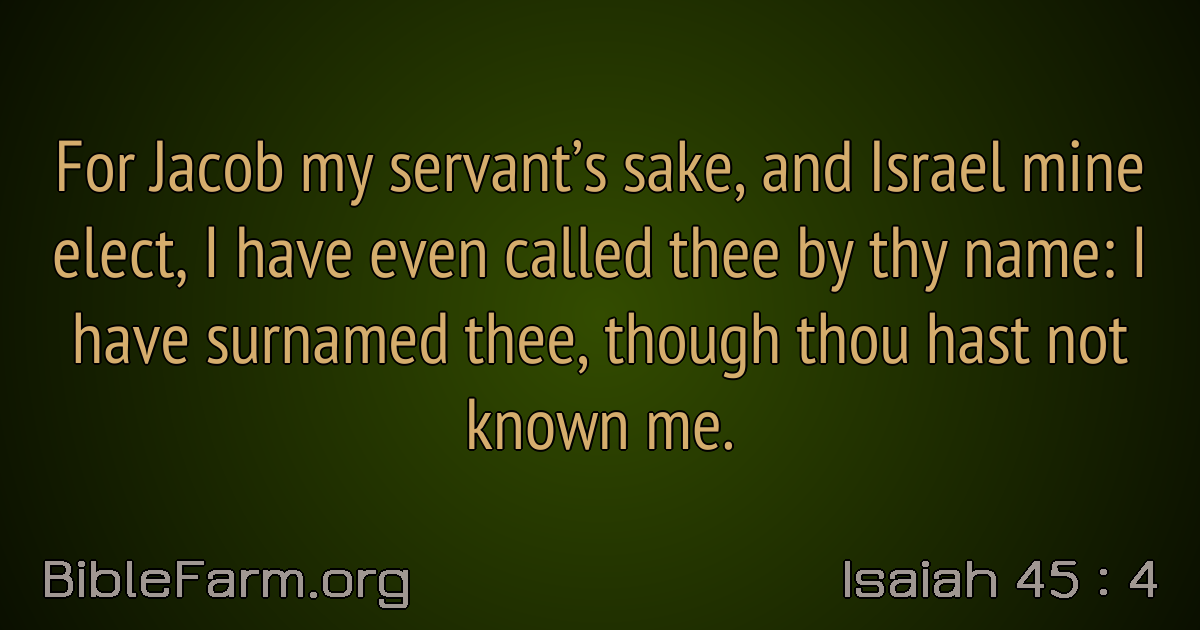 For Jacob my servant’s sake, and Israel mine
elect, I have even called thee by thy name: I
have surnamed thee, though thou hast not
known me.
BibleFarm.org
Isaiah 45 : 4